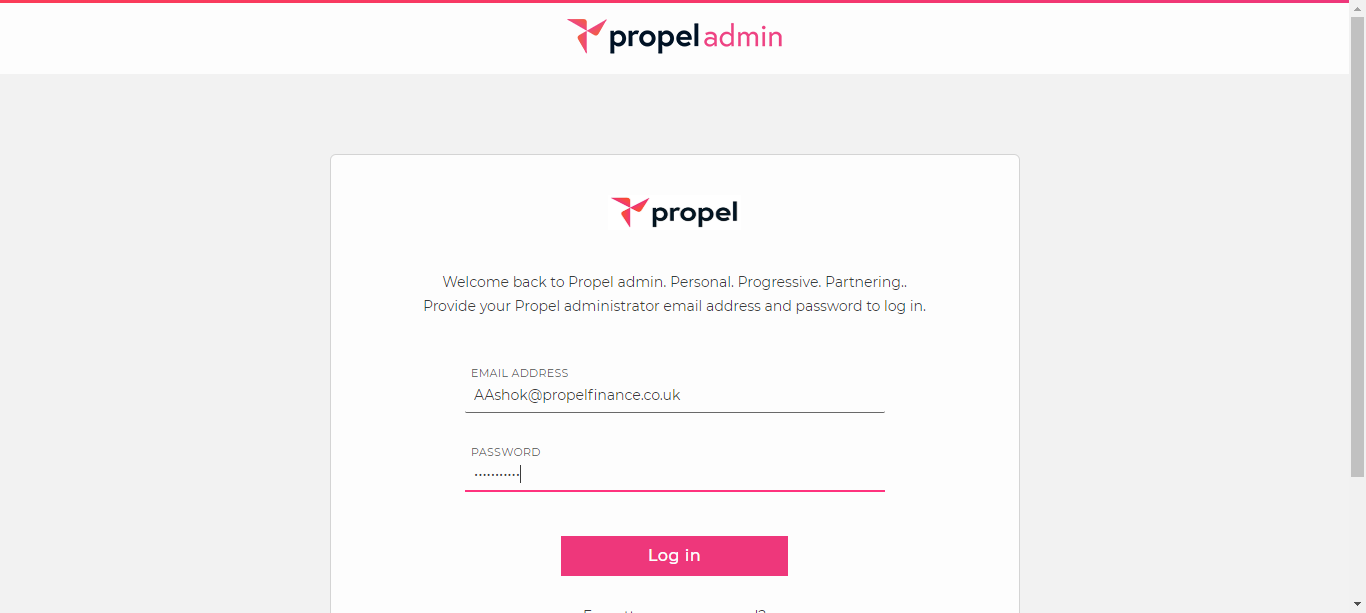 propel admin
propel
Welcome back to Propel admin. Personal. Progressive. Partnering..
Provide your Propel administrator email address and password to log in.
EMAIL ADDRESS
AAshok@propelfinance.co.uk
PASSWORD
Log in